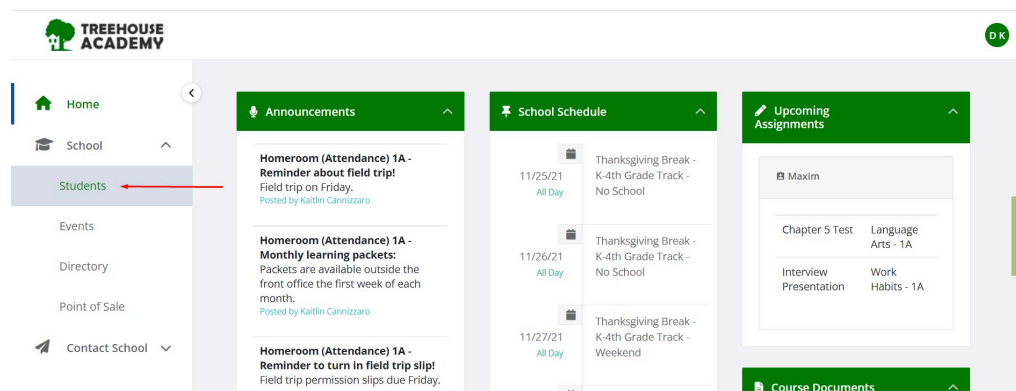 TREEHOUSE
ACADEMY
D K
Home
School
Students
Events
Directory
Point of Sale
Contact School
Announcements
Homeroom (Attendance) 1A -
Reminder about field trip!
Field trip on Friday.
Posted by Kaitlin Cannizzaro
Homeroom (Attendance) 1A -
Monthly learning packets:
Packets are available outside the
front office the first week of each
month.
Posted by Kaitlin Cannizzaro
Homeroom (Attendance) 1A -
Reminder to turn in field trip slip!
Field trip permission slips due Friday.
School Schedule
11/25/21
All Day
Thanksgiving Break -
K-4th Grade Track -
No School
11/26/21
All Day
Thanksgiving Break -
K-4th Grade Track -
No School
11/27/21
All Day
Thanksgiving Break -
K-4th Grade Track -
Weekend
Upcoming
Assignments
Maxim
Chapter 5 Test
Language
Arts - 1A
Interview
Presentation
Work
Habits - 1A
Course Documents